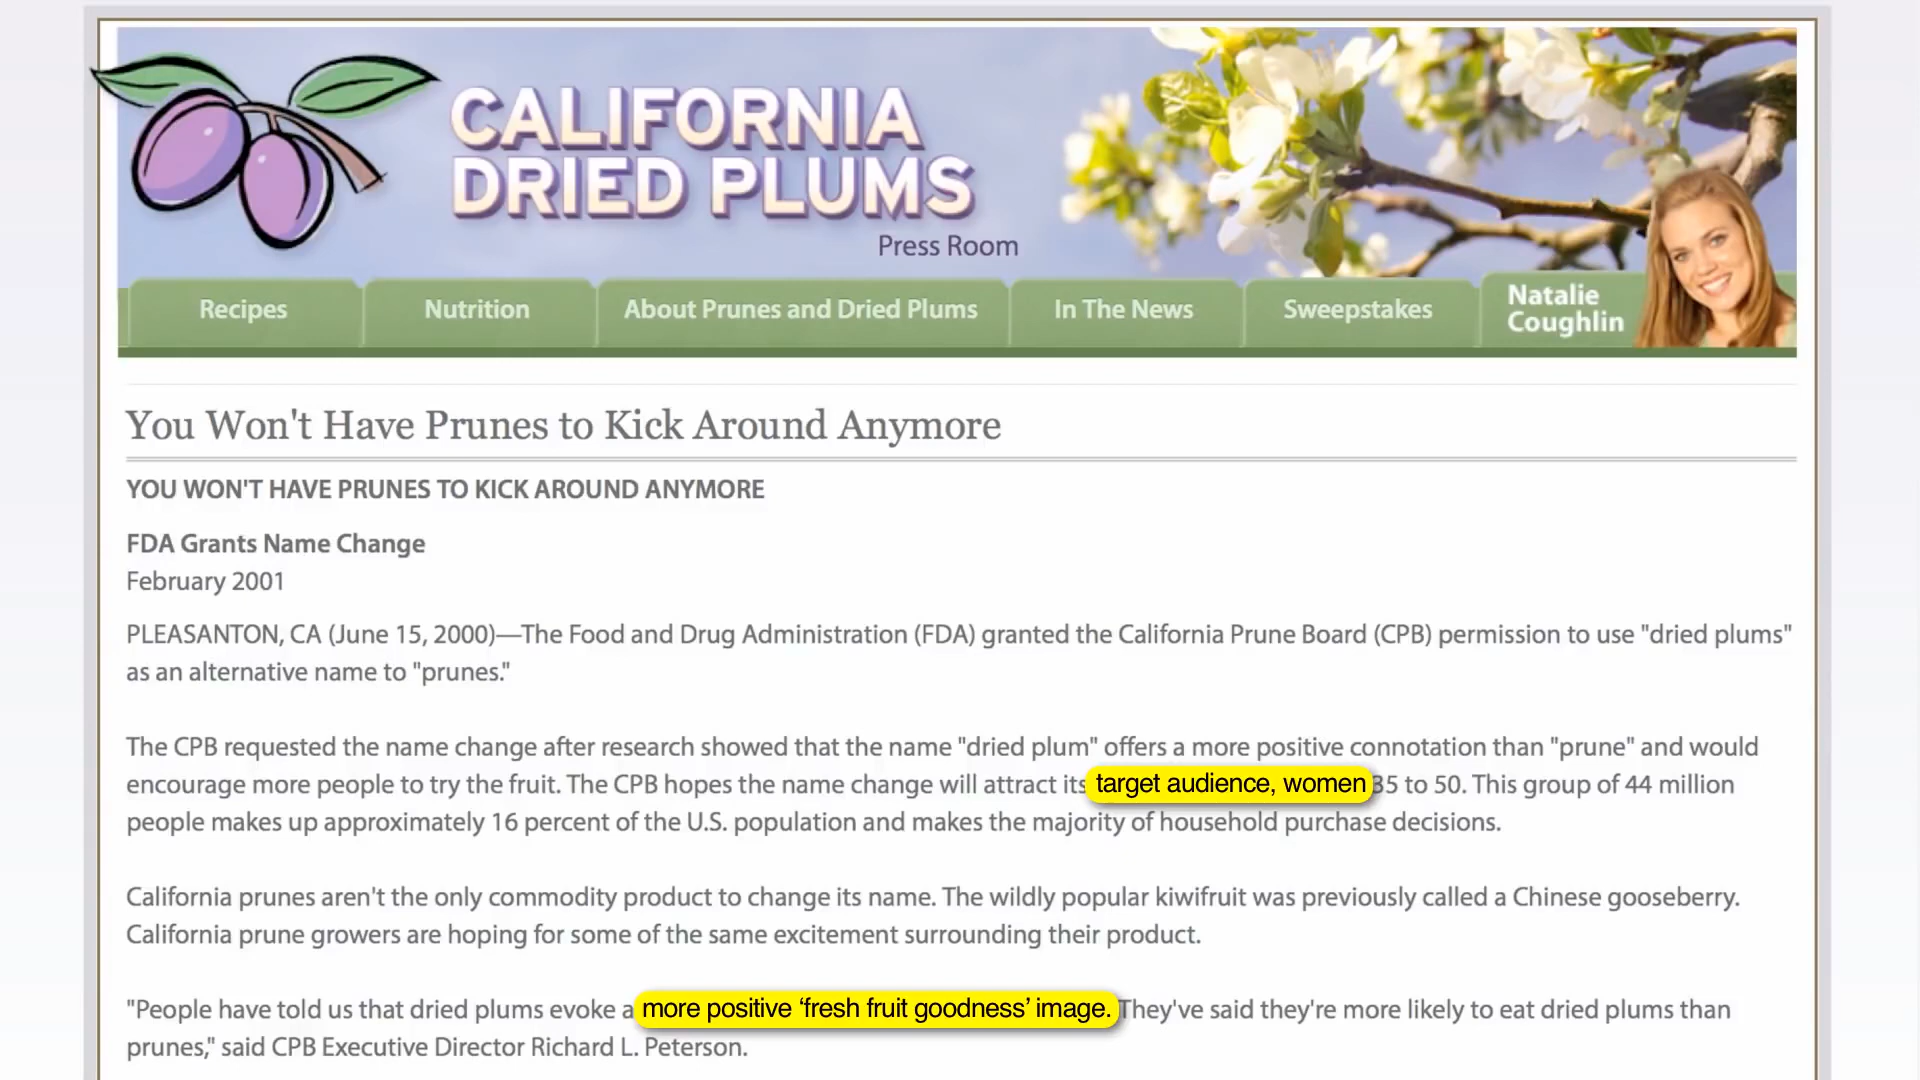 CALIFORNIA
DRIED PLUMS
Press Room
Recipes
Nutrition
About Prunes and Dried Plums
In The News
Sweepstakes
Natalie
Coughlin
You Won't Have Prunes to Kick Around Anymore
YOU WON'T HAVE PRUNES TO KICK AROUND ANYMORE
FDA Grants Name Change
February 2001
PLEASANTON, CA (June 15, 2000)—The Food and Drug Administration (FDA) granted the California Prune Board (CPB) permission to use "dried plums"
as an alternative name to "prunes."
The CPB requested the name change after research showed that the name "dried plum" offers a more positive connotation than "prune" and would
encourage more people to try the fruit. The CPB hopes the name change will attract its target audience, women 35 to 50. This group of 44 million
people makes up approximately 16 percent of the U.S. population and makes the majority of household purchase decisions.
California prunes aren't the only commodity product to change its name. The wildly popular kiwifruit was previously called a Chinese gooseberry.
California prune growers are hoping for some of the same excitement surrounding their product.
"People have told us that dried plums evoke a more positive ‘fresh fruit goodness’ image. They've said they're more likely to eat dried plums than
prunes," said CPB Executive Director Richard L. Peterson.